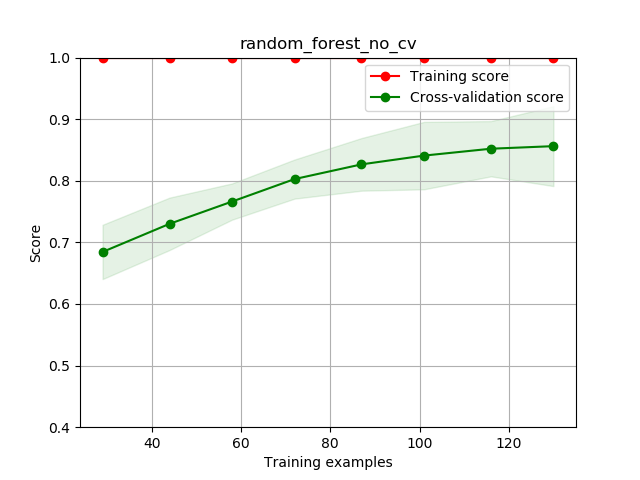 random_forest_no_cv
Training score
Cross-validation score
1.0
0.9
0.8
0.7
0.6
0.5
0.4
Score
40 60 80 100 120
Training examples